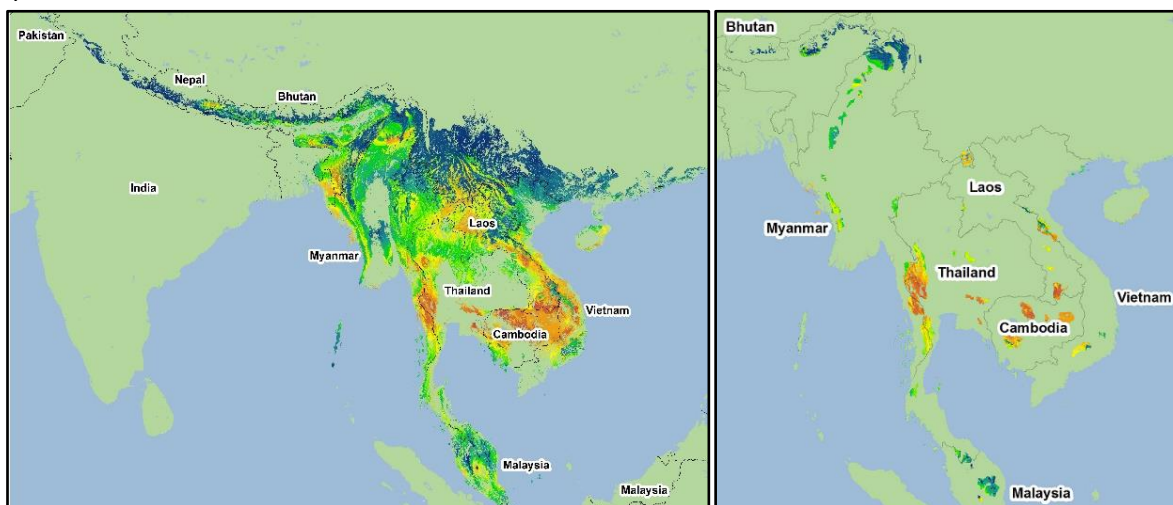 Pakistan
Nepal
Bhutan
India
Laos
Myanmar
Thailand
Vietnam
Cambodia
Malaysia
Malaysia
Bhutan
Laos
Myanmar
Thailand
Vietnam
Cambodia
Malaysia